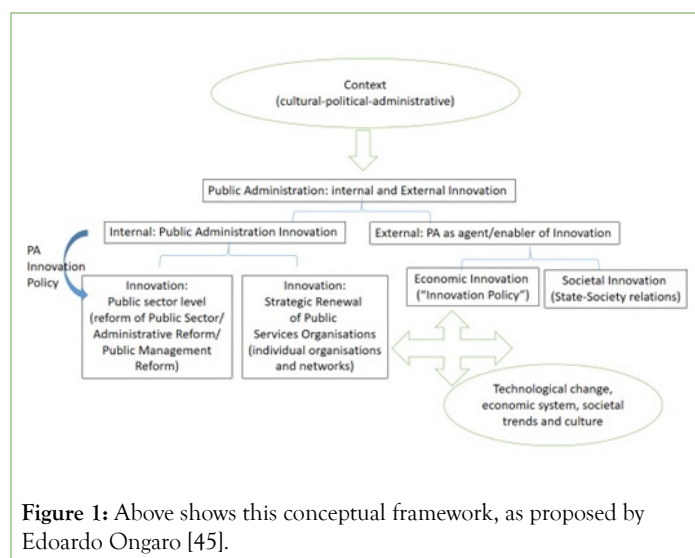 Context
(cultural-political-administrative)
Public Administration: internal and External Innovation
Internal: Public Administration Innovation
External: PA as agent/enabler of Innovation
PA
Innovation
Policy
Innovation:
Public sector level
(reform of Public Sector/
Administrative Reform/
Public Management
Reform)
Innovation:
Strategic Renewal
of Public
Services Organisations
(individual organisations
and networks)
Economic Innovation
("Innovation Policy")
Societal Innovation
(State-Society relations)
Technological change,
economic system, societal
trends and culture
Figure 1: Above shows this conceptual framework, as proposed by
Edoardo Ongaro [45].